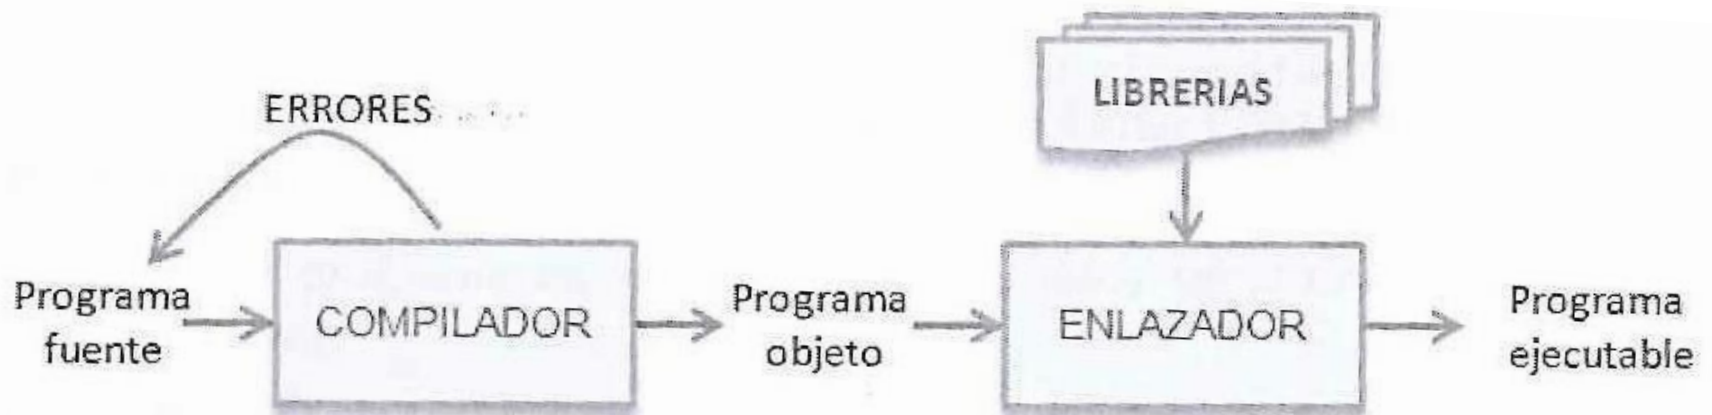 ERRORES
LIBRERIAS
Programa
fuente
COMPILADOR
Programa
objeto
ENLAZADOR
Programa
ejecutable